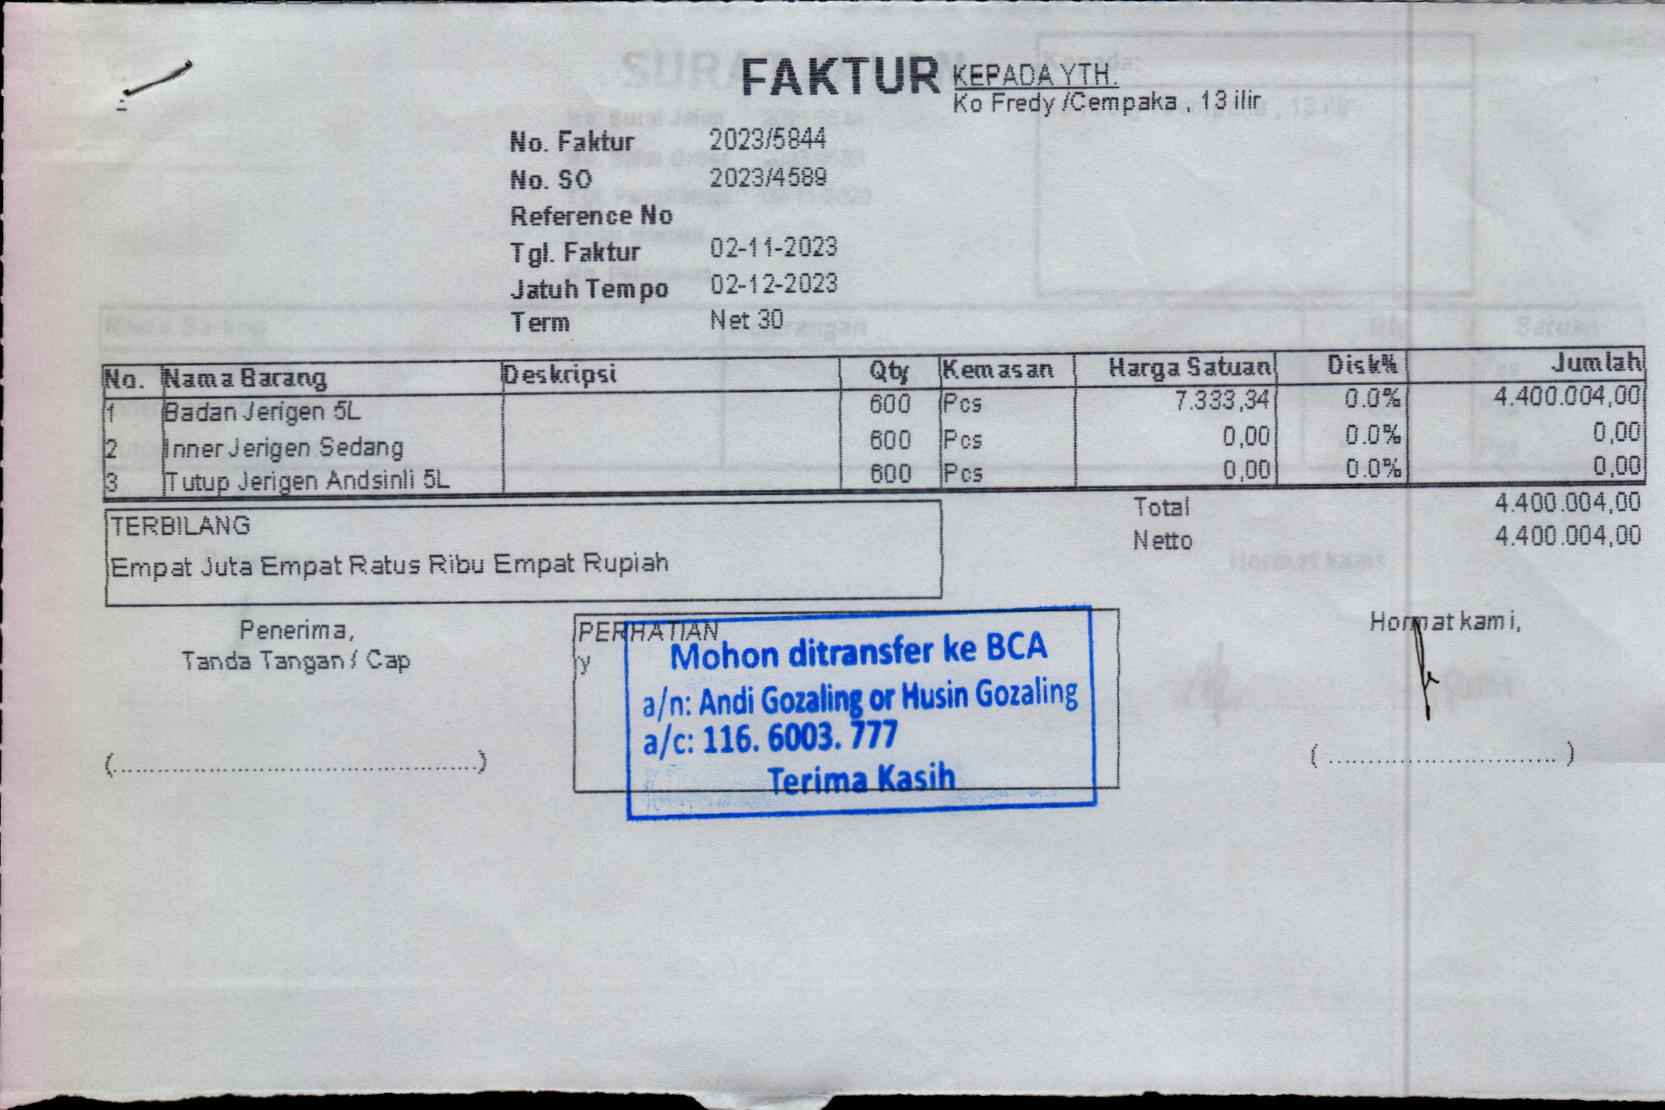 FAKTUR
KEPADA YTH.
Ko Fredy /Cempaka , 13 ilir
No. Faktur 2023/5844
No. SO 2023/4589
Reference No
Tgl. Faktur 02-11-2023
Jatuh Tempo 02-12-2023
Term Net 30
No. Nama Barang Deskripsi Qty Kemasan Harga Satuan Disk% Jumlah
1 Badan Jerigen 5L 600 Pcs 7.333,34 0.0% 4.400.004,00
2 Inner Jerigen Sedang 600 Pcs 0,00 0.0% 0,00
3 Tutup Jerigen Andsinli 5L 600 Pcs 0,00 0.0% 0,00
Total 4.400.004,00
Netto 4.400.004,00
TERBILANG
Empat Juta Empat Ratus Ribu Empat Rupiah
Penerima,
Tanda Tangan / Cap
(................................................)
PERHATIAN
y
Mohon ditransfer ke BCA
a/n: Andi Gozaling or Husin Gozaling
a/c: 116. 6003. 777
Terima Kasih
Hormat kami,
( .............................. )